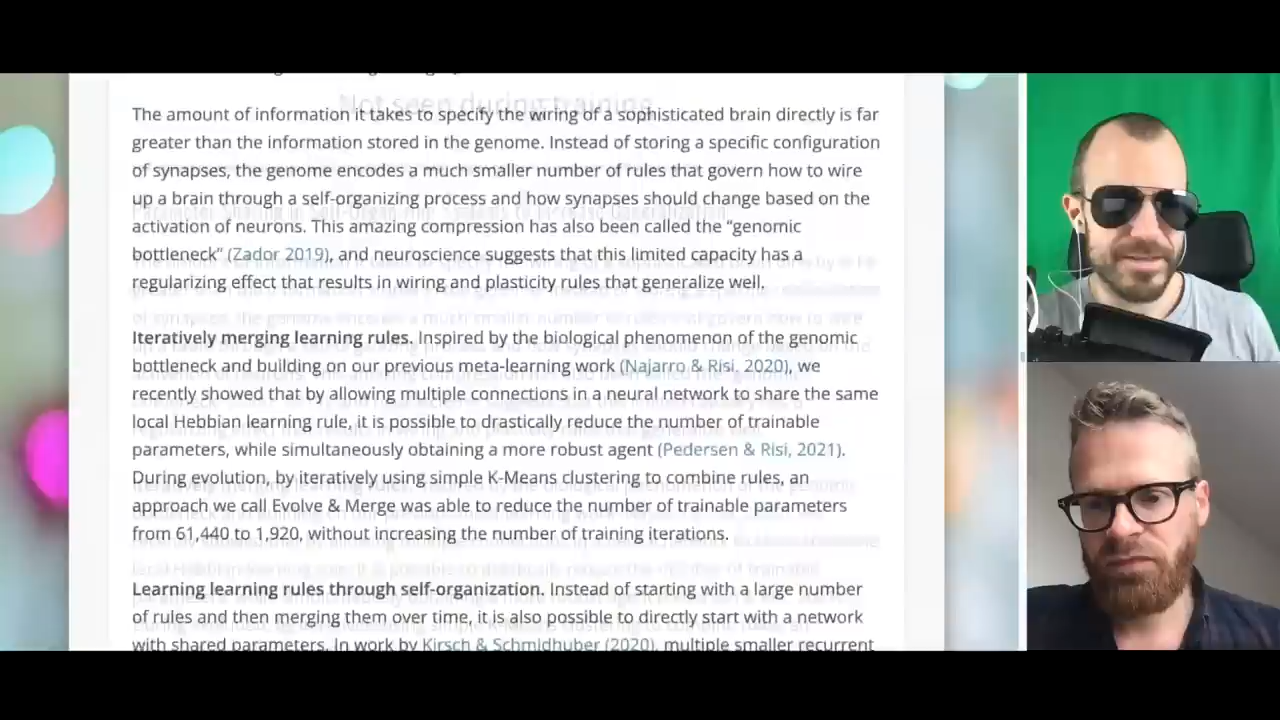 Not seen during training
The amount of information it takes to specify the wiring of a sophisticated brain directly is far
greater than the information stored in the genome. Instead of storing a specific configuration
of synapses, the genome encodes a much smaller number of rules that govern how to wire
up a brain through a self-organizing process and how synapses should change based on the
activation of neurons. This amazing compression has also been called the “genomic
bottleneck” (Zador 2019), and neuroscience suggests that this limited capacity has a
regularizing effect that results in wiring and plasticity rules that generalize well.
Iteratively merging learning rules. Inspired by the biological phenomenon of the genomic
bottleneck and building on our previous meta-learning work (Najarro & Risi, 2020), we
recently showed that by allowing multiple connections in a neural network to share the same
local Hebbian learning rule, it is possible to drastically reduce the number of trainable
parameters, while simultaneously obtaining a more robust agent (Pedersen & Risi, 2021).
During evolution, by iteratively using simple K-Means clustering to combine rules, an
approach we call Evolve & Merge was able to reduce the number of trainable parameters
from 61,440 to 1,920, without increasing the number of training iterations.
Learning learning rules through self-organization. Instead of starting with a large number
of rules and then merging them over time, it is also possible to directly start with a network
with shared parameters. In work by Kirsch & Schmidhuber (2020), multiple smaller recurrent